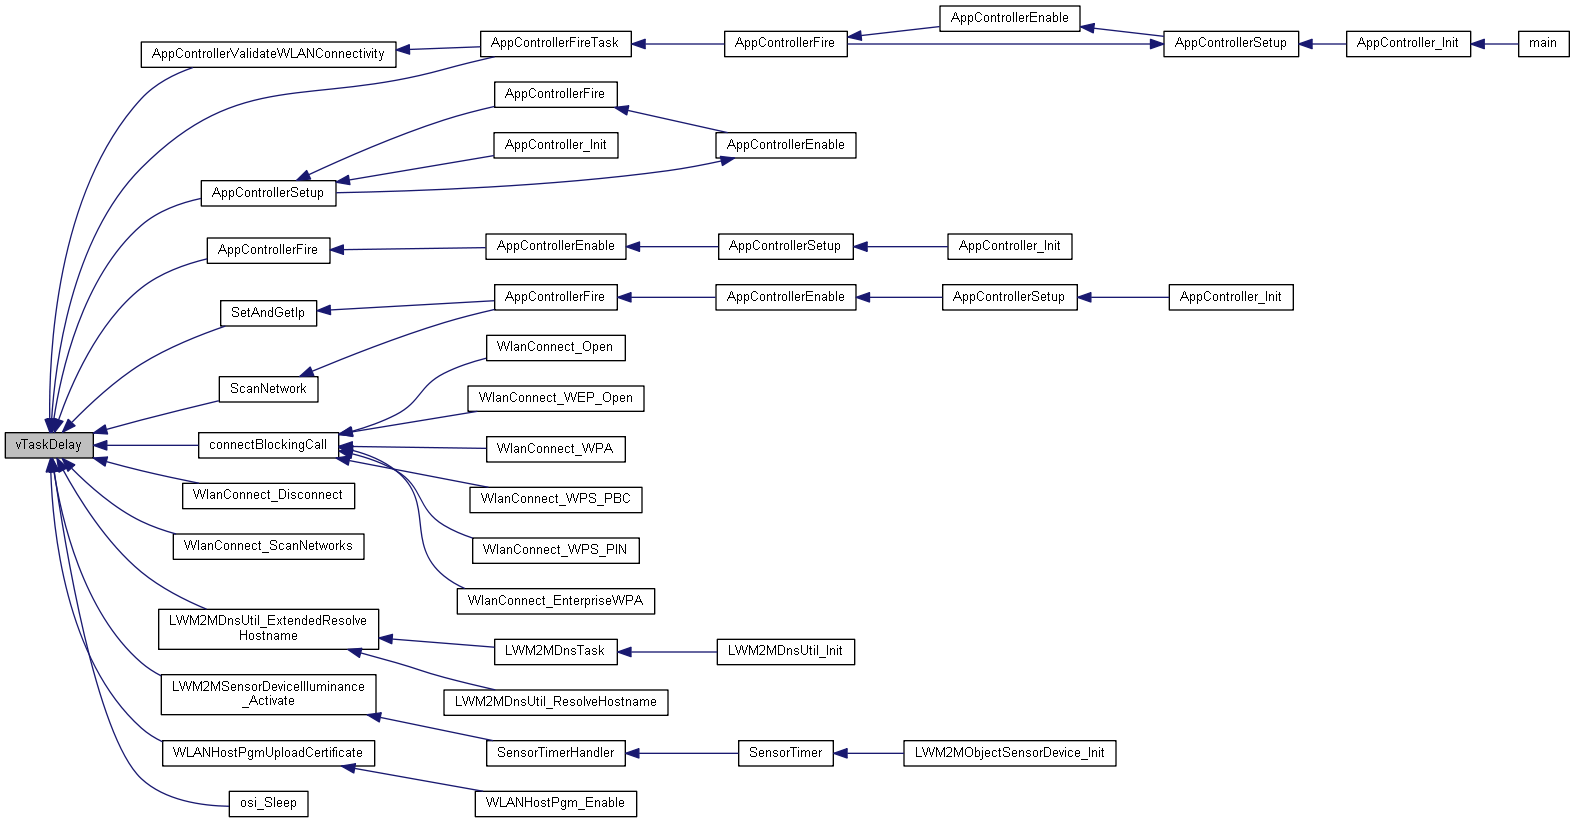 AppControllerEnable
AppControllerValidateWLANConnectivity
AppControllerFireTask
AppControllerFire
AppControllerSetup
AppController_Init
main
AppControllerFire
AppController_Init
AppControllerEnable
AppControllerSetup
AppControllerFire
AppControllerEnable
AppControllerSetup
AppController_Init
SetAndGetIp
AppControllerFire
AppControllerEnable
AppControllerSetup
AppController_Init
WlanConnect_Open
ScanNetwork
WlanConnect_WEP_Open
vTaskDelay
connectBlockingCall
WlanConnect_WPA
WlanConnect_Disconnect
WlanConnect_WPS_PBC
WlanConnect_ScanNetworks
WlanConnect_WPS_PIN
WlanConnect_EnterpriseWPA
LWM2MDnsUtil_ExtendedResolve
Hostname
LWM2MDnsTask
LWM2MDnsUtil_Init
LWM2MSensorDeviceIlluminance
_Activate
LWM2MDnsUtil_ResolveHostname
WLANHostPgmUploadCertificate
SensorTimerHandler
SensorTimer
LWM2MObjectSensorDevice_Init
osi_Sleep
WLANHostPgm_Enable